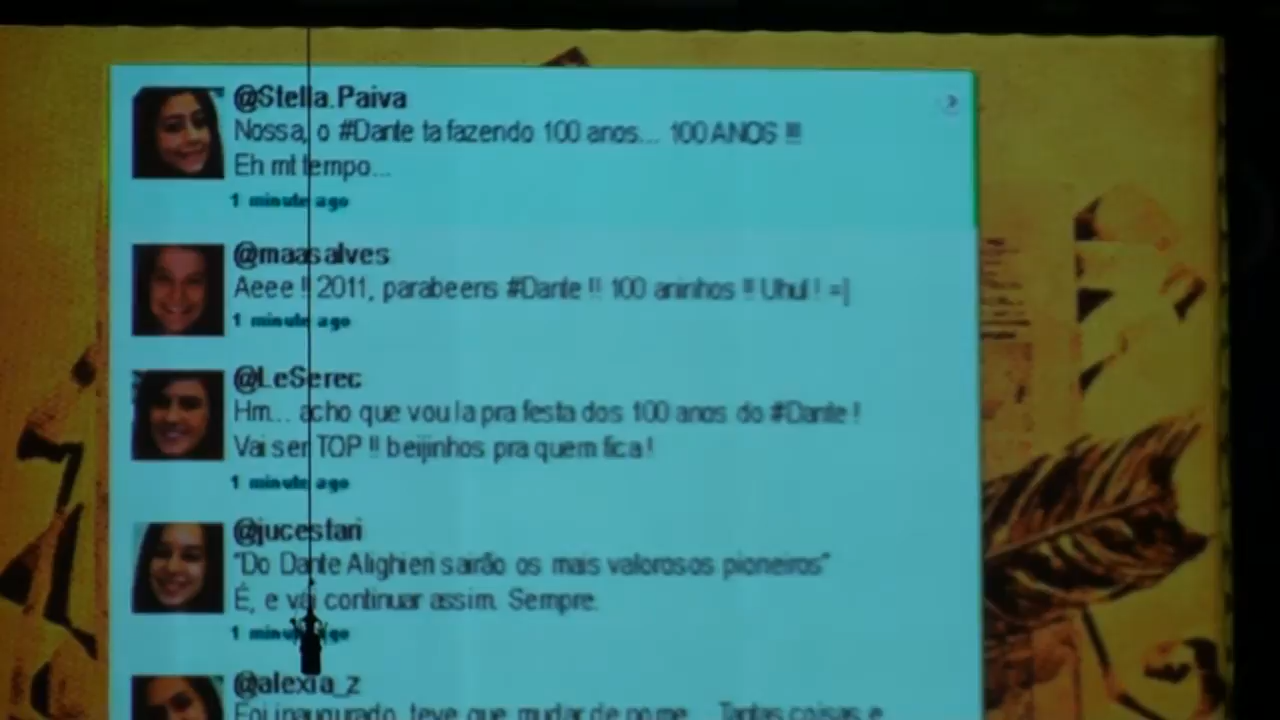 @Stella.Paiva
Nossa, o #Dante ta fazendo 100 anos... 100 ANOS !!!
Eh mt tempo...
1 minute ago
@maasalves
Aeee !! 2011, parabeens #Dante !! 100 aninhos !! Uhul ! =]
1 minute ago
@LeSerec
Hm... acho que vou la pra festa dos 100 anos do #Dante !
Vai ser TOP !! beijinhos pra quem fica !
1 minute ago
@jucestari
"Do Dante Alighieri sairão os mais valorosos pioneiros"
É, e vai continuar assim. Sempre.
1 minute ago
@alexia_z
Foi inaugurado, teve que mudar de nome... Tantas coisas e